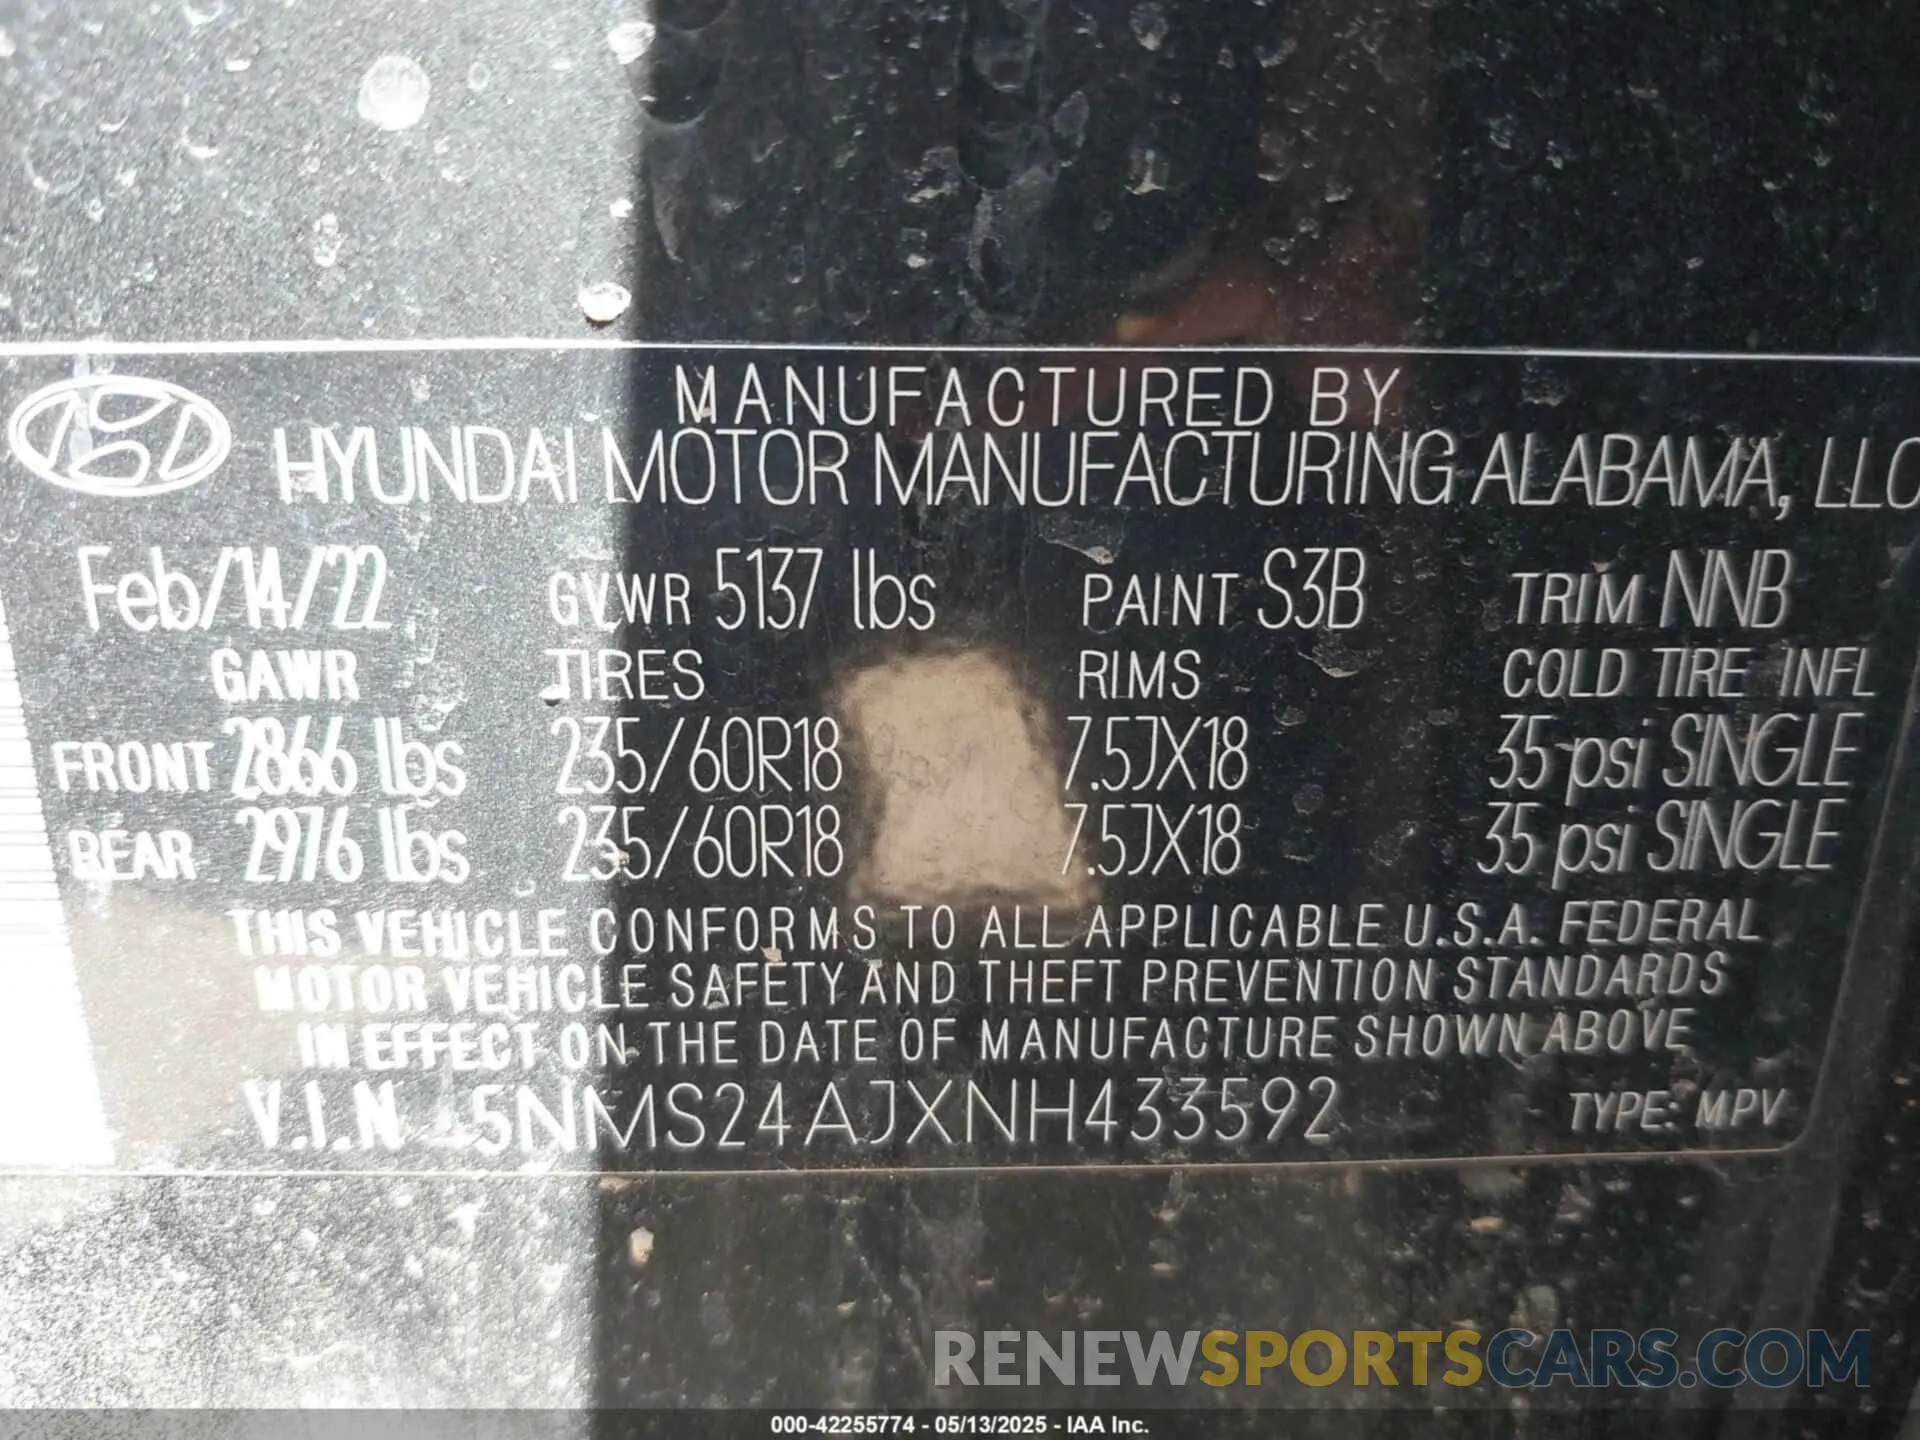 MANUFACTURED BY
HYUNDAI MOTOR MANUFACTURING ALABAMA, LLC
Feb/14/22 GVWR 5137 lbs PAINT S3B TRIM NNB
GAWR TIRES RIMS COLD TIRE INFL
FRONT 2866 lbs 235/60R18 7.5JX18 35 psi SINGLE
REAR 2976 lbs 235/60R18 7.5JX18 35 psi SINGLE
THIS VEHICLE CONFORMS TO ALL APPLICABLE U.S.A. FEDERAL
MOTOR VEHICLE SAFETY AND THEFT PREVENTION STANDARDS
IN EFFECT ON THE DATE OF MANUFACTURE SHOWN ABOVE
V.I.N. 5NMS24AJXNH433592 TYPE: MPV
RENEWSPORTSCARS.COM
000-42255774 - 05/13/2025 - IAA Inc.